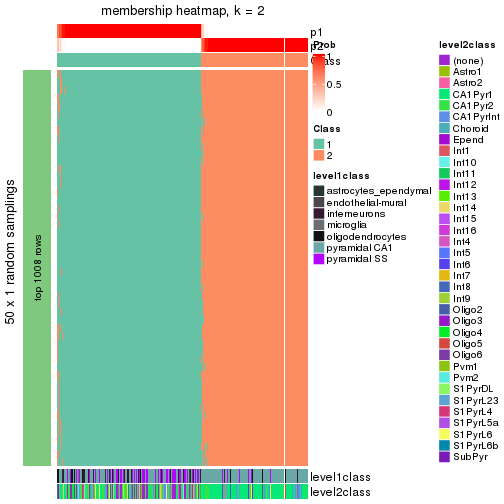 membership heatmap, k = 2
p1
p2
Class
50 x 1 random samplings
top 1008 rows
level1class
level2class
Prob
1
0.5
0
Class
1
2
level1class
astrocytes_ependymal
endothelial-mural
interneurons
microglia
oligodendrocytes
pyramidal CA1
pyramidal SS
level2class
(none)
Astro1
Astro2
CA1Pyr1
CA1Pyr2
CA1PyrInt
Choroid
Epend
Int1
Int10
Int11
Int12
Int13
Int14
Int15
Int16
Int4
Int5
Int6
Int7
Int8
Int9
Oligo2
Oligo3
Oligo4
Oligo5
Oligo6
Pvm1
Pvm2
S1PyrDL
S1PyrL23
S1PyrL4
S1PyrL5a
S1PyrL6
S1PyrL6b
SubPyr